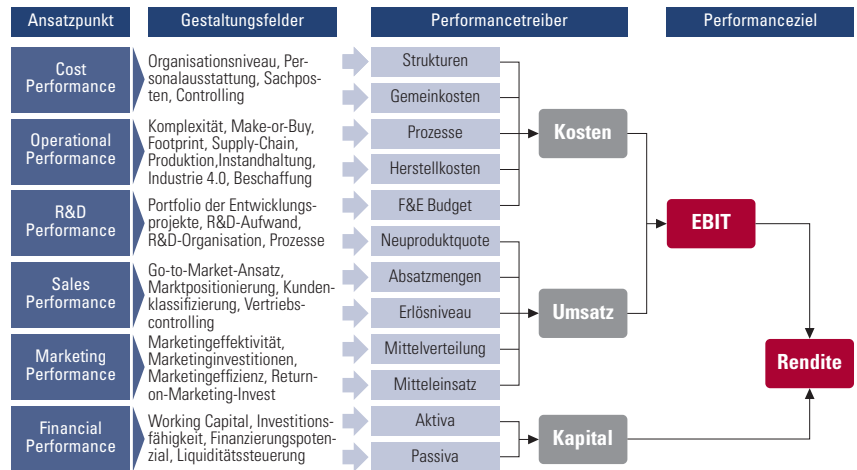 Ansatzpunkt
Gestaltungsfelder
Performancetreiber
Performanceziel
Cost
Performance
Organisationsniveau, Per-
sonalausstattung, Sachpos-
ten, Controlling
Strukturen
Gemeinkosten
Operational
Performance
Komplexität, Make-or-Buy,
Footprint, Supply-Chain,
Produktion,Instandhaltung,
Industrie 4.0, Beschaffung
Prozesse
Herstellkosten
R&D
Performance
Portfolio der Entwicklungs-
projekte, R&D-Aufwand,
R&D-Organisation, Prozesse
F&E Budget
Neuproduktquote
Sales
Performance
Go-to-Market-Ansatz,
Marktpositionierung, Kunden-
klassifizierung, Vertriebs-
controlling
Absatzmengen
Erlösniveau
Marketing
Performance
Marketingeffektivität,
Marketinginvestitionen,
Marketingeffizienz, Return-
on-Marketing-Invest
Mittelverteilung
Mitteleinsatz
Financial
Performance
Working Capital, Investitions-
fähigkeit, Finanzierungspoten-
zial, Liquiditätssteuerung
Aktiva
Passiva
Kosten
Umsatz
Kapital
EBIT
Rendite